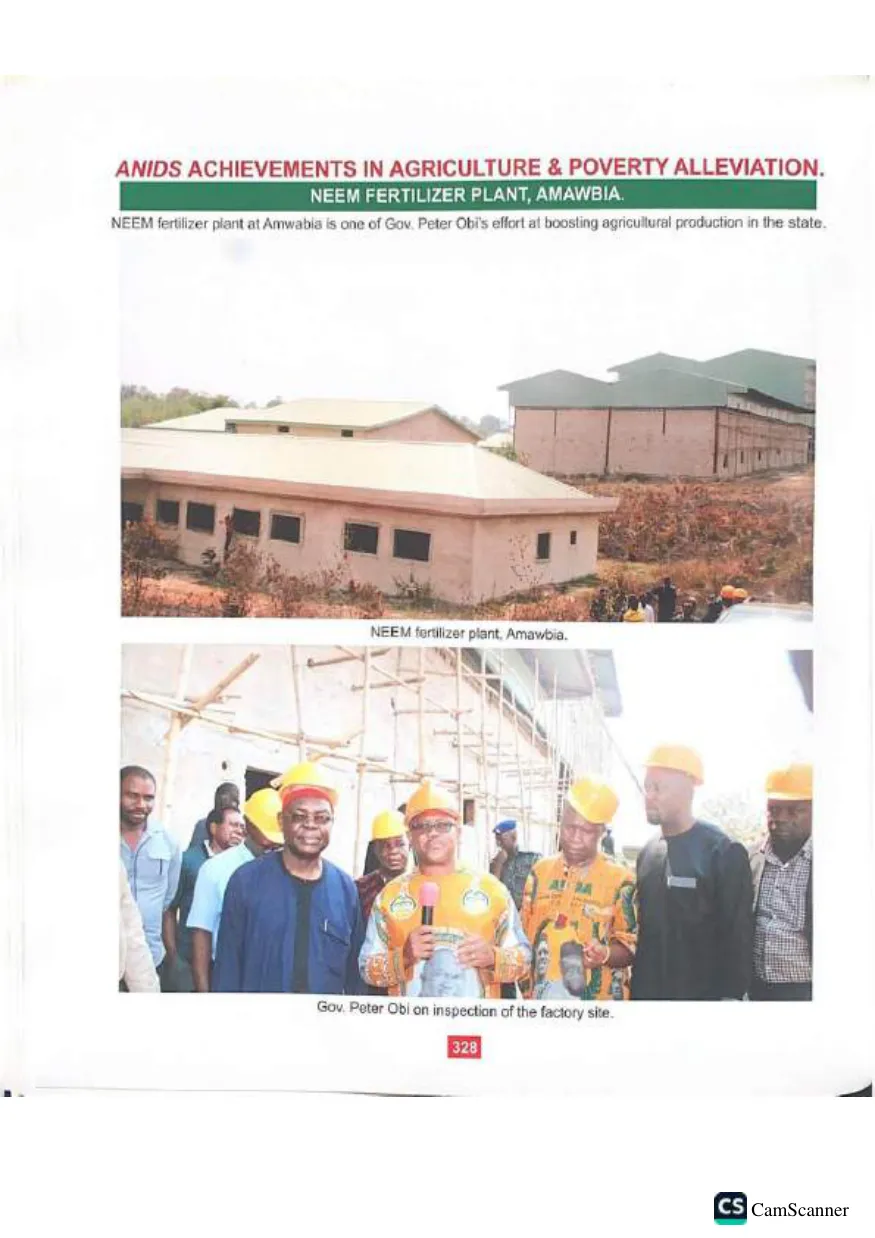 ANIDS ACHIEVEMENTS IN AGRICULTURE & POVERTY ALLEVIATION.
NEEM FERTILIZER PLANT, AMAWBIA.
NEEM fertilizer plant at Amwabia is one of Gov. Peter Obi's effort at boosting agricultural production in the state.
NEEM fertilizer plant, Amawbia.
Gov. Peter Obi on inspection of the factory site.
328
CS CamScanner